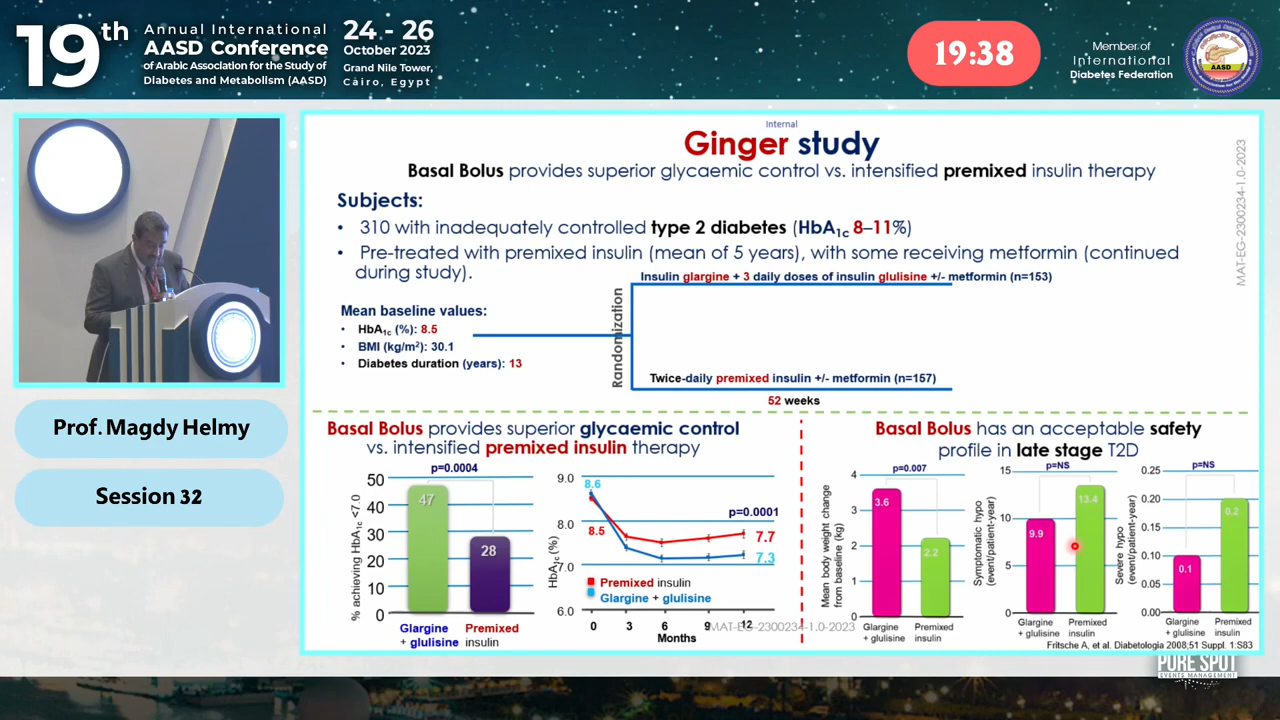 19th
Annual International
AASD Conference
of Arabic Association for the Study of
Diabetes and Metabolism (AASD)
24 - 26
October 2023
Grand Nile Tower,
Cairo, Egypt
19:38
Member of
International
Diabetes Federation
AASD
Prof. Magdy Helmy
Session 32
Internal
Ginger study
Basal Bolus provides superior glycaemic control vs. intensified premixed insulin therapy
Subjects:
• 310 with inadequately controlled type 2 diabetes (HbA1c 8–11%)
• Pre-treated with premixed insulin (mean of 5 years), with some receiving metformin (continued
during study).
Insulin glargine + 3 daily doses of insulin glulisine +/- metformin (n=153)
Mean baseline values:
• HbA1c (%): 8.5
• BMI (kg/m²): 30.1
• Diabetes duration (years): 13
Randomization
Twice-daily premixed insulin +/- metformin (n=157)
52 weeks
MAT-EG-2300234-1.0-2023
Basal Bolus provides superior glycaemic control
vs. intensified premixed insulin therapy
p=0.0004
% achieving HbA1c <7.0
50
40
30
20
10
0
47
28
Glargine
+ glulisine
Premixed
insulin
HbA1c (%)
9.0
8.0
7.0
6.0
8.6
8.5
p=0.0001
7.7
7.3
Premixed insulin
Glargine + glulisine
0 3 6 9 12
Months
MAT-EG-2300234-1.0-2023
Basal Bolus has an acceptable safety
profile in late stage T2D
p=0.007
Mean body weight change
from baseline (kg)
4
3
2
1
0
3.6
2.2
Glargine
+ glulisine
Premixed
insulin
p=NS
Symptomatic hypo
(event/patient-year)
15
10
5
0
9.9
13.4
Glargine
+ glulisine
Premixed
insulin
p=NS
Severe hypo
(event/patient-year)
0.25
0.20
0.15
0.10
0.05
0.00
0.1
0.2
Glargine
+ glulisine
Premixed
insulin
Fritsche A, et al. Diabetologia 2008;51 Suppl. 1:S83
PURE SPOT
EVENTS MANAGEMENT